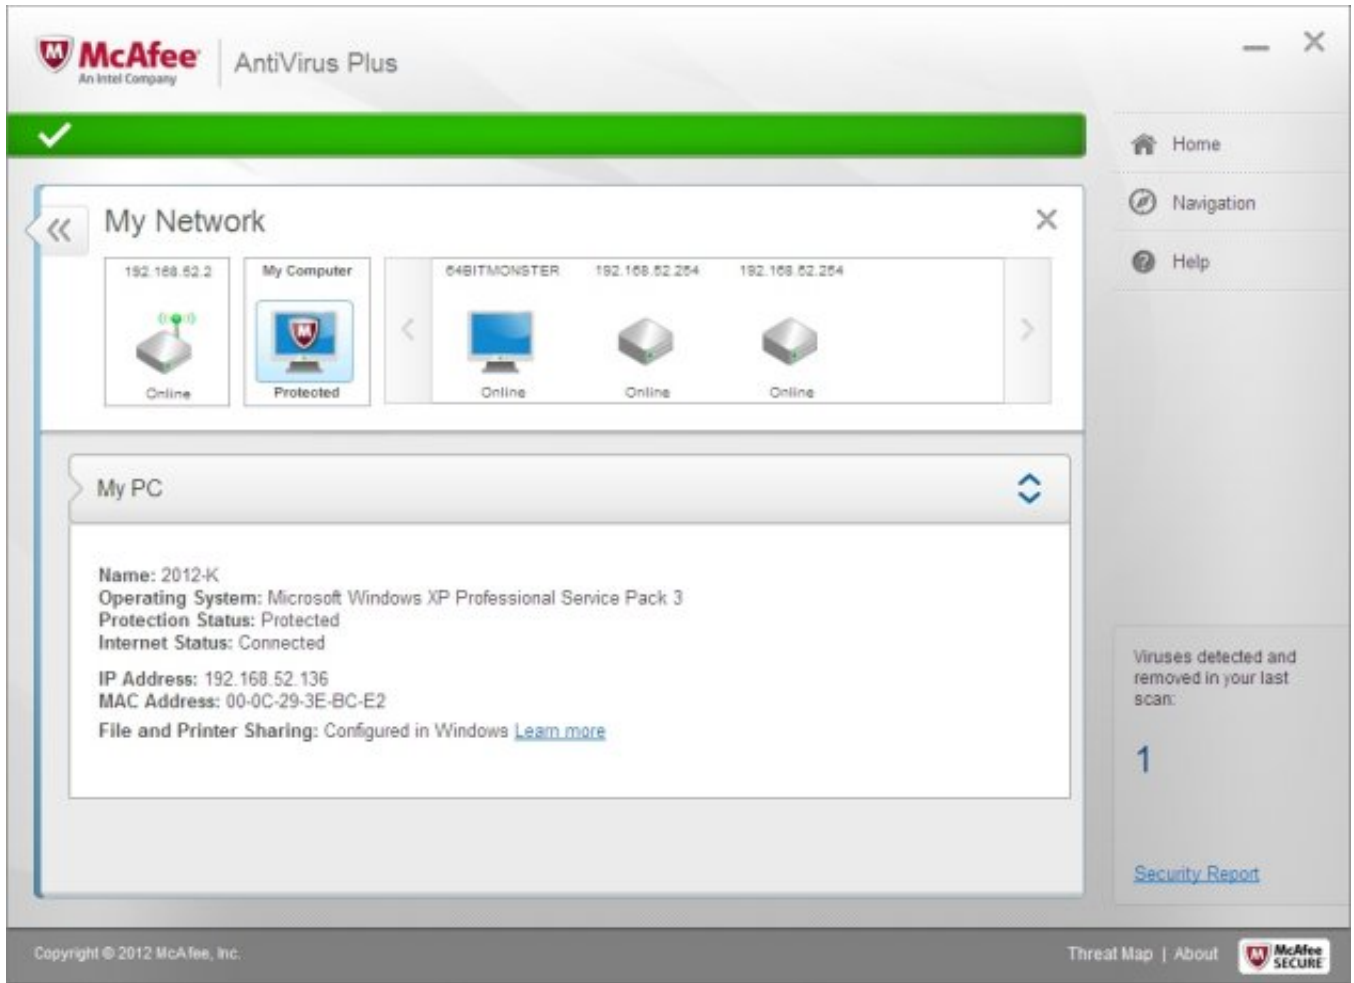 McAfee
An Intel Company
AntiVirus Plus
Home
Navigation
Help
My Network
192.168.52.2
Online
My Computer
Protected
64BITMONSTER
Online
192.168.52.254
Online
192.168.52.254
Online
My PC
Name: 2012-K
Operating System: Microsoft Windows XP Professional Service Pack 3
Protection Status: Protected
Internet Status: Connected
IP Address: 192.168.52.136
MAC Address: 00-0C-29-3E-BC-E2
File and Printer Sharing: Configured in Windows Learn more
Viruses detected and
removed in your last
scan:
1
Security Report
Copyright © 2012 McAfee, Inc.
Threat Map | About
McAfee
SECURE